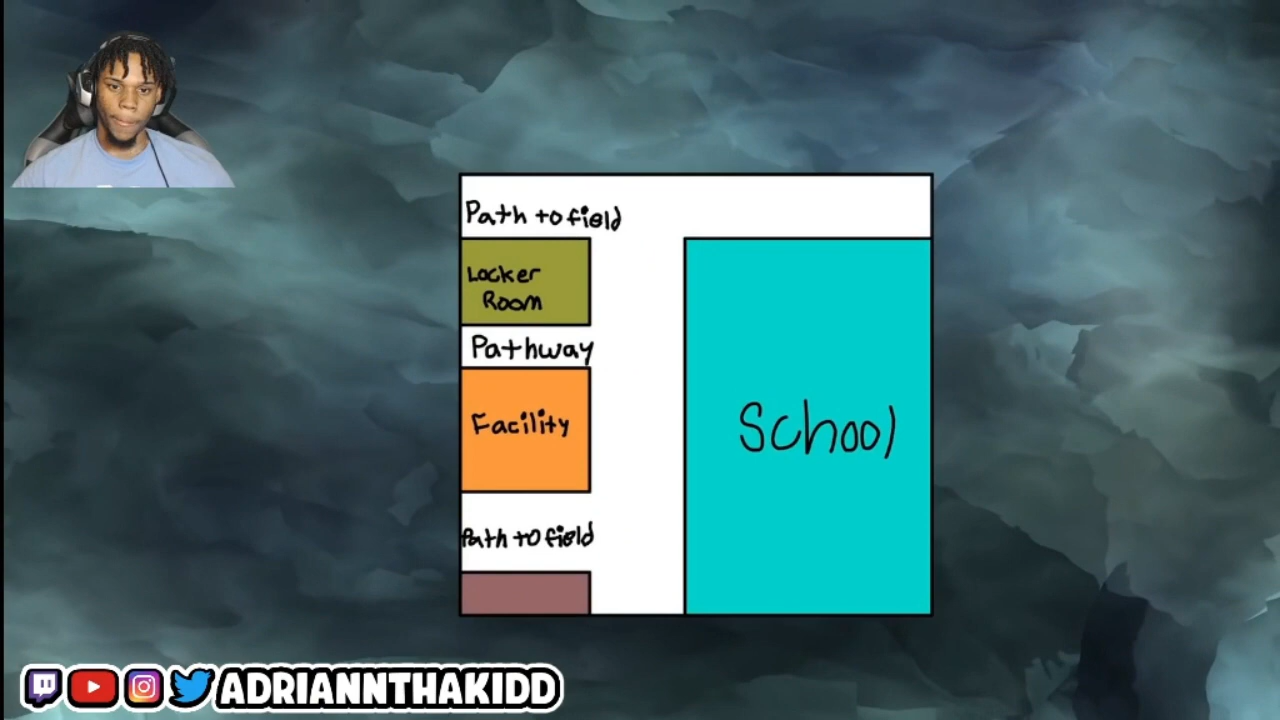 Path to field
Locker
Room
Pathway
Facility
School
Path to field
ADRIANNTHAKIDD